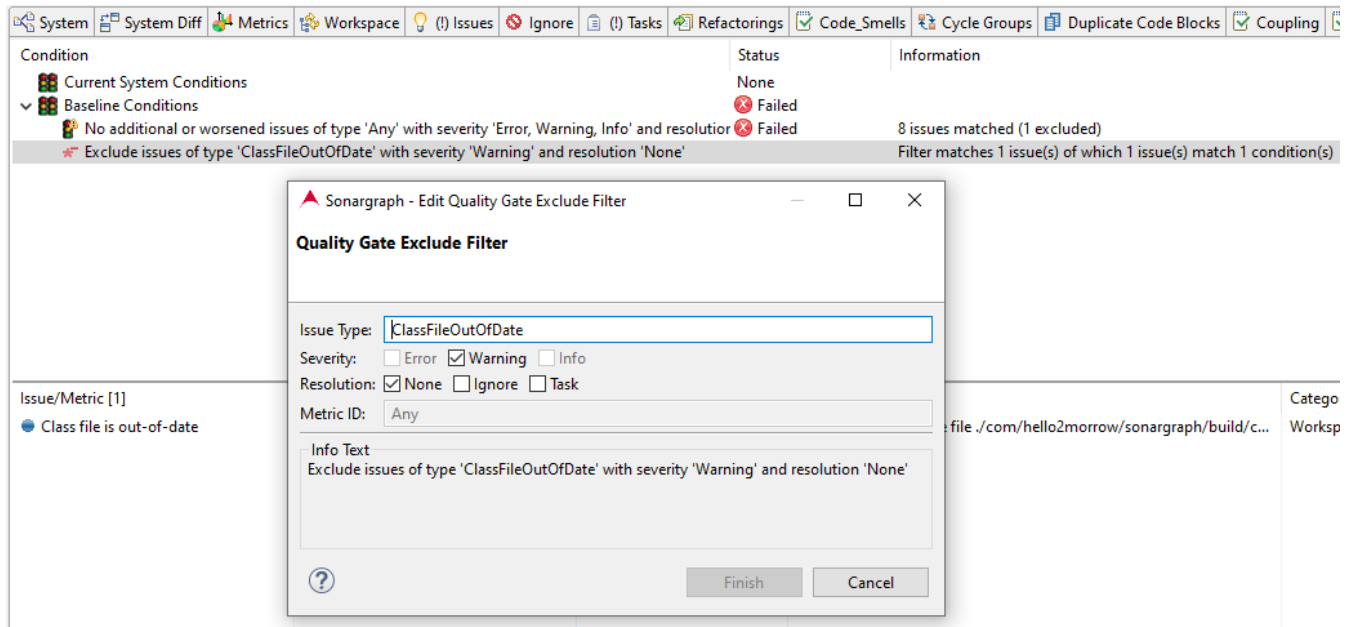 System System Diff Metrics Workspace (!) Issues Ignore (!) Tasks Refactorings Code_Smells Cycle Groups Duplicate Code Blocks Coupling
Condition Status Information
Current System Conditions None
Baseline Conditions Failed
No additional or worsened issues of type 'Any' with severity 'Error, Warning, Info' and resolution Failed 8 issues matched (1 excluded)
Exclude issues of type 'ClassFileOutOfDate' with severity 'Warning' and resolution 'None' Filter matches 1 issue(s) of which 1 issue(s) match 1 condition(s)
Sonargraph - Edit Quality Gate Exclude Filter
Quality Gate Exclude Filter
Issue Type: ClassFileOutOfDate
Severity: Error Warning Info
Resolution: None Ignore Task
Metric ID: Any
Info Text
Exclude issues of type 'ClassFileOutOfDate' with severity 'Warning' and resolution 'None'
? Finish Cancel
Issue/Metric [1] Catego
Class file is out-of-date file ./com/hello2morrow/sonargraph/build/c... Worksp